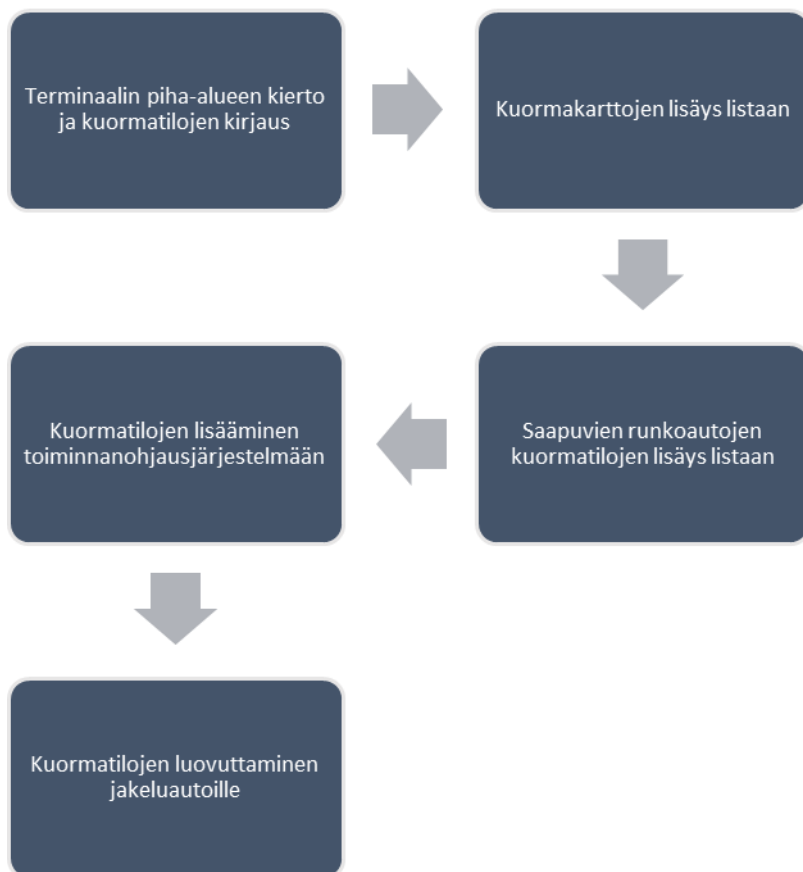 Terminaalin piha-alueen kierto
ja kuormatilojen kirjaus
Kuormakarttojen lisäys listaan
Saapuvien runkoautojen
kuormatilojen lisäys listaan
Kuormatilojen lisääminen
toiminnanohjausjärjestelmään
Kuormatilojen luovuttaminen
jakeluautoille